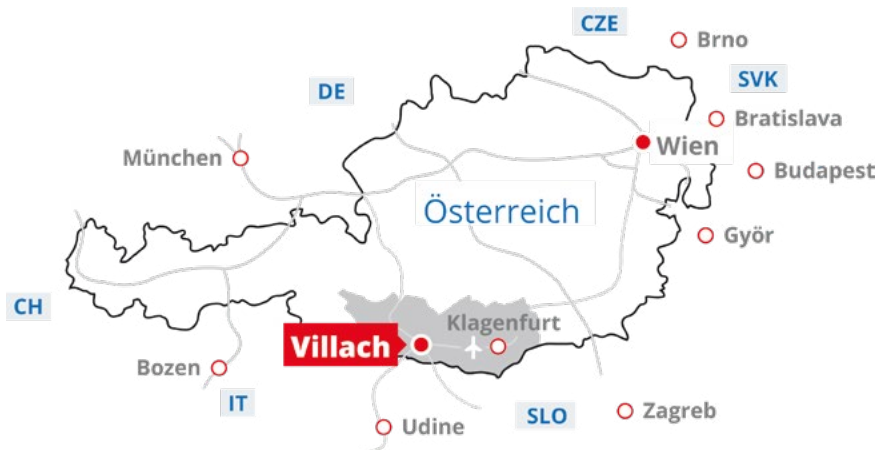 CZE
Brno
DE
SVK
Bratislava
München
Wien
Budapest
Österreich
Györ
CH
Klagenfurt
Villach
Bozen
IT
SLO
Zagreb
Udine